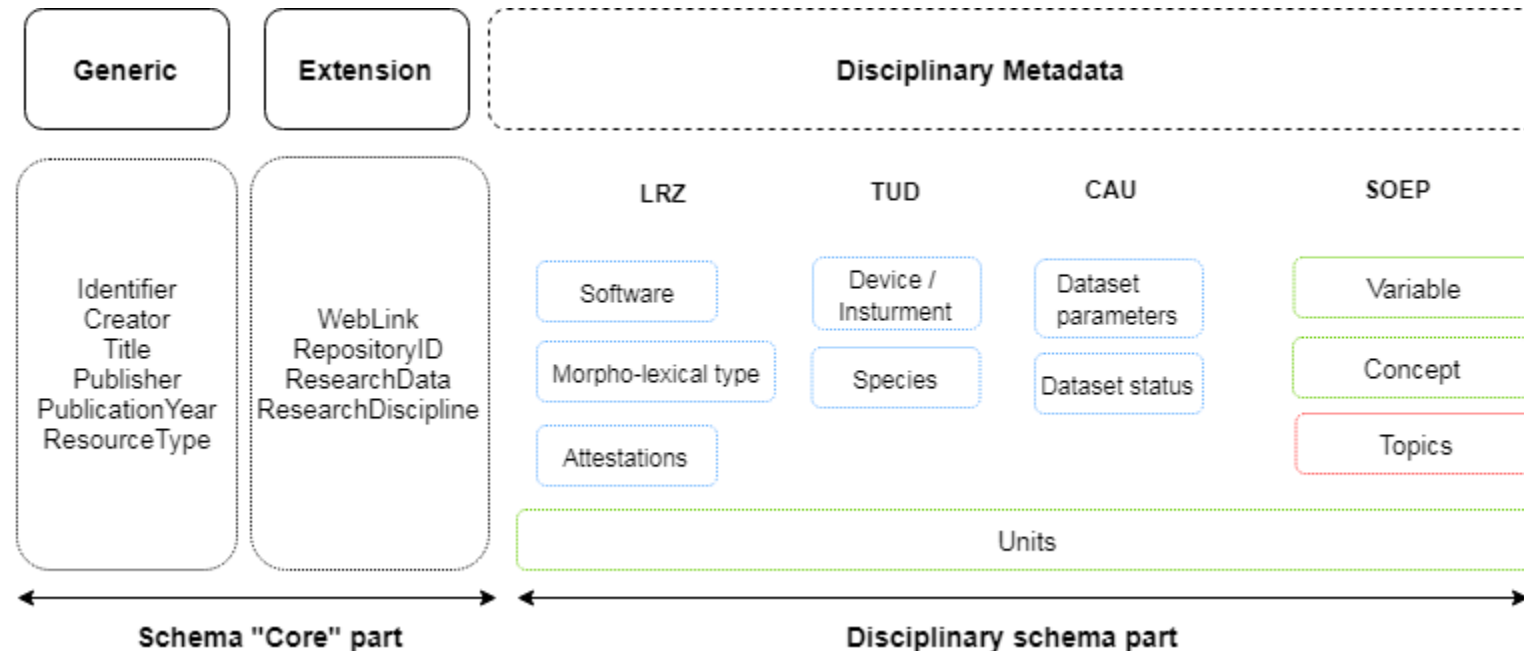 Generic
Extension
Disciplinary Metadata
Identifier
Creator
Title
Publisher
PublicationYear
ResourceType
WebLink
RepositoryID
ResearchData
ResearchDiscipline
LRZ
Software
Morpho-lexical type
Attestations
TUD
Device /
Insturment
Species
CAU
Dataset
parameters
Dataset status
SOEP
Variable
Concept
Topics
Units
Schema "Core" part
Disciplinary schema part